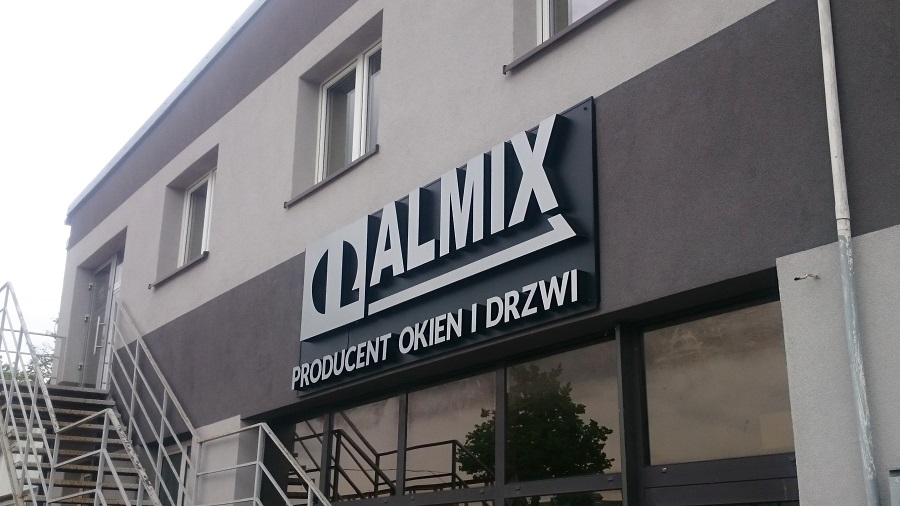 ALMIX
PRODUCENT OKIEN I DRZWI